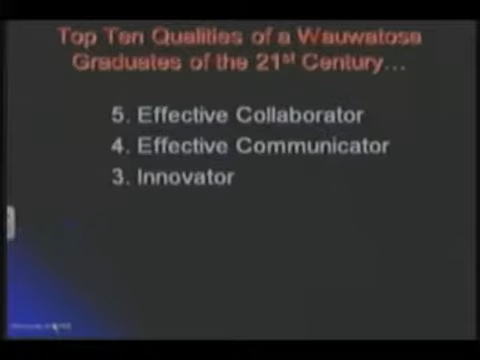 Top Ten Qualities of a Wauwatosa
Graduates of the 21st Century…
5. Effective Collaborator
4. Effective Communicator
3. Innovator